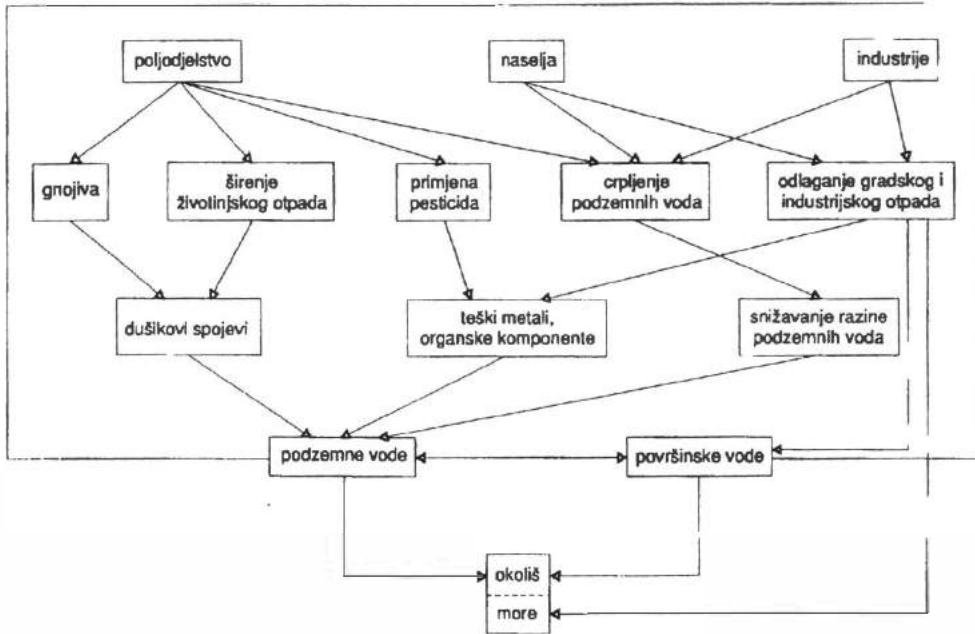 poljodjelstvo
naselja
industrije
gnojiva
širenje
životinjskog otpada
primjena
pesticida
crpljenje
podzemnih voda
odlaganje gradskog i
industrijskog otpada
dušikovi spojevi
teški metali,
organske komponente
snižavanje razine
podzemnih voda
podzemne vode
površinske vode
okoliš
more